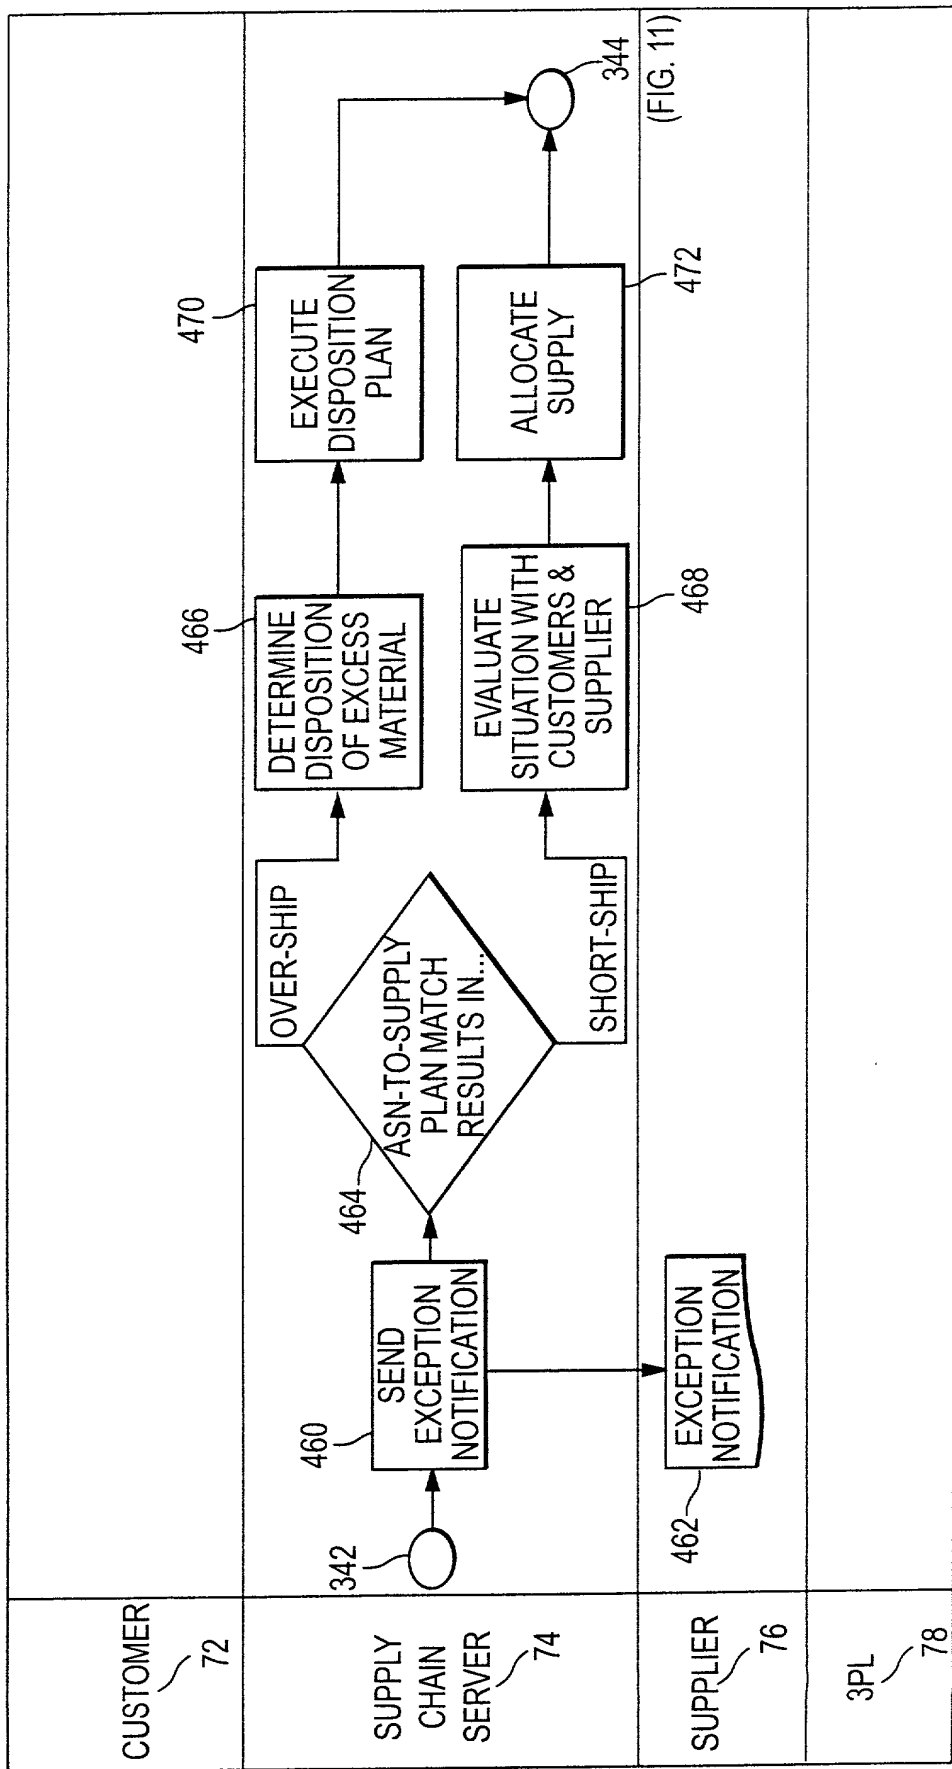 CUSTOMER
72
SUPPLY
CHAIN
SERVER
74
SUPPLIER
76
3PL
78
342
460
SEND
EXCEPTION
NOTIFICATION
462
EXCEPTION
NOTIFICATION
464
ASN-TO-SUPPLY
PLAN MATCH
RESULTS IN...
OVER-SHIP
SHORT-SHIP
466
DETERMINE
DISPOSITION
OF EXCESS
MATERIAL
EVALUATE
SITUATION WITH
CUSTOMERS &
SUPPLIER
468
470
EXECUTE
DISPOSITION
PLAN
ALLOCATE
SUPPLY
472
344
(FIG. 11)